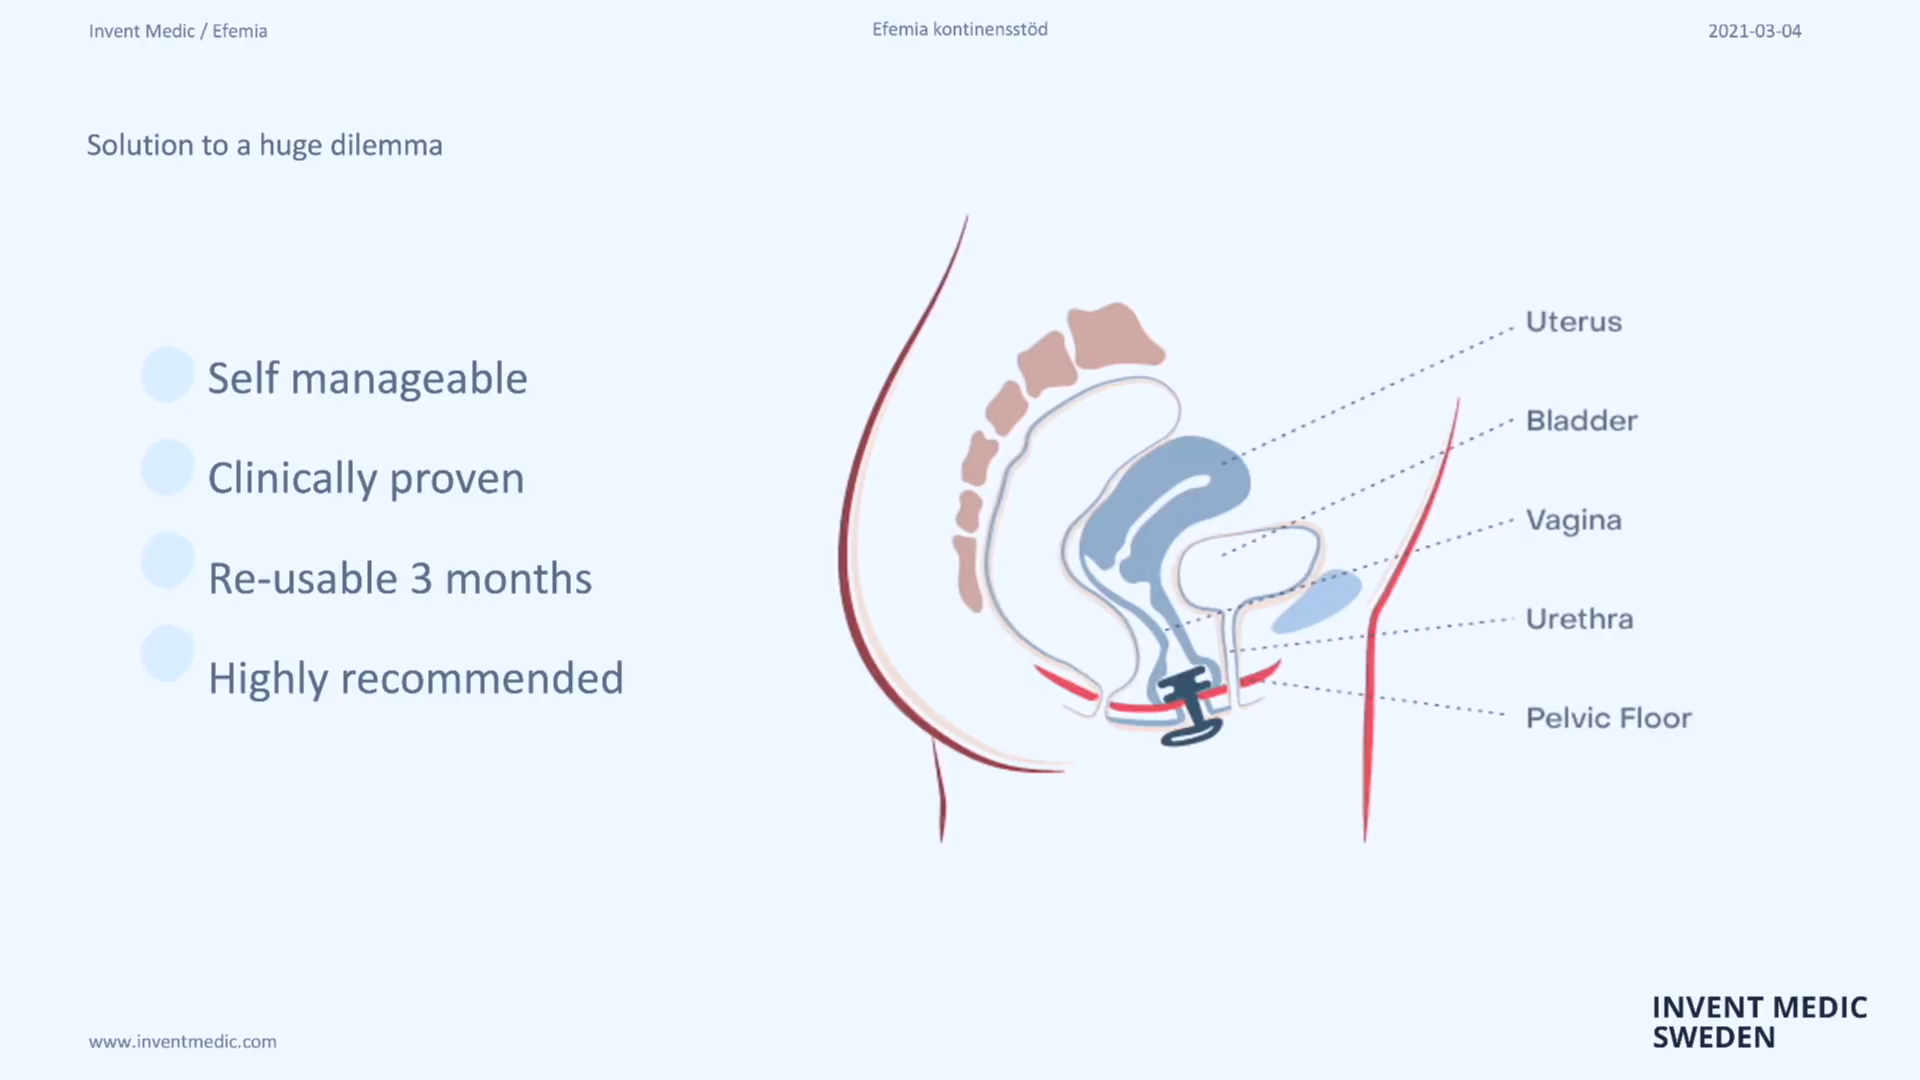 Invent Medic / Efemia
Efemia kontinensstöd
2021-03-04
Solution to a huge dilemma
Self manageable
Clinically proven
Re-usable 3 months
Highly recommended
Uterus
Bladder
Vagina
Urethra
Pelvic Floor
www.inventmedic.com
INVENT MEDIC
SWEDEN